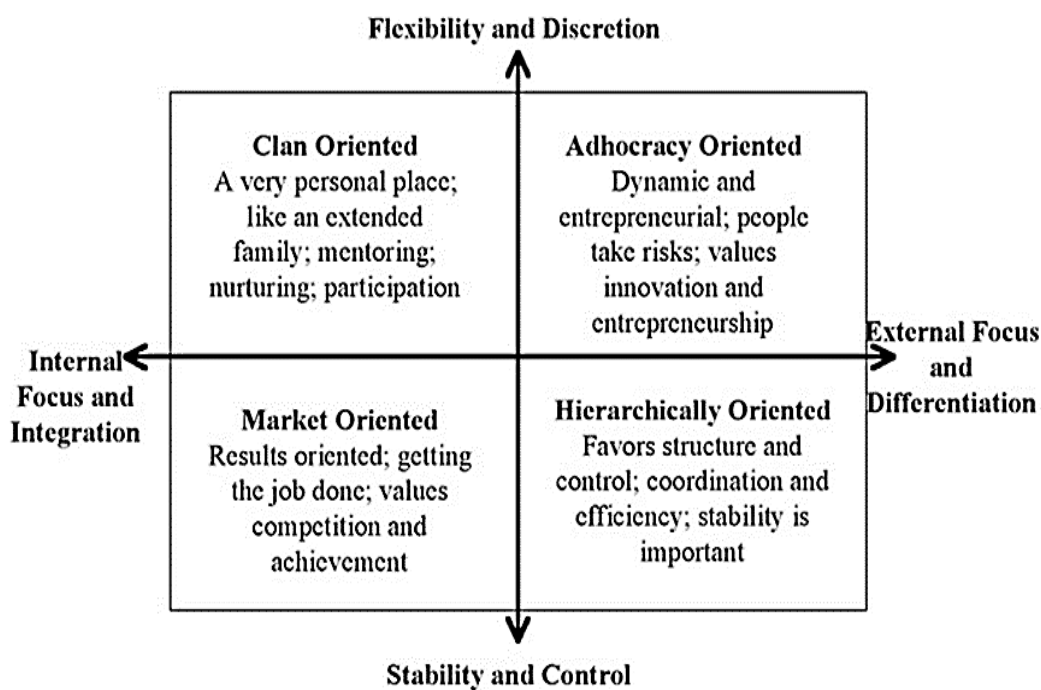 Flexibility and Discretion
Clan Oriented
A very personal place;
like an extended
family; mentoring;
nurturing; participation
Adhocracy Oriented
Dynamic and
entrepreneurial; people
take risks; values
innovation and
entrepreneurship
Internal
Focus and
Integration
External Focus
and
Differentiation
Market Oriented
Results oriented; getting
the job done; values
competition and
achievement
Hierarchically Oriented
Favors structure and
control; coordination and
efficiency; stability is
important
Stability and Control